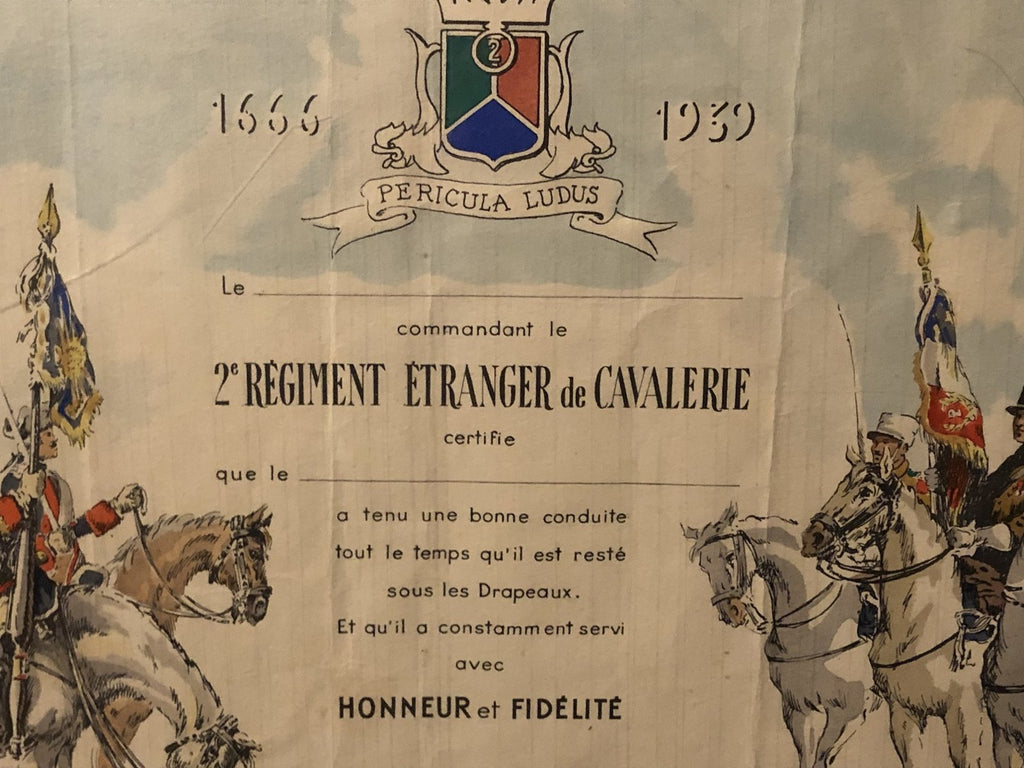 2
1666
1939
PERICULA LUDUS
Le
commandant le
2e RÉGIMENT ÉTRANGER de CAVALERIE
certifie
que le
a tenu une bonne conduite
tout le temps qu'il est resté
sous les Drapeaux.
Et qu'il a constamment servi
avec
HONNEUR et FIDÉLITÉ